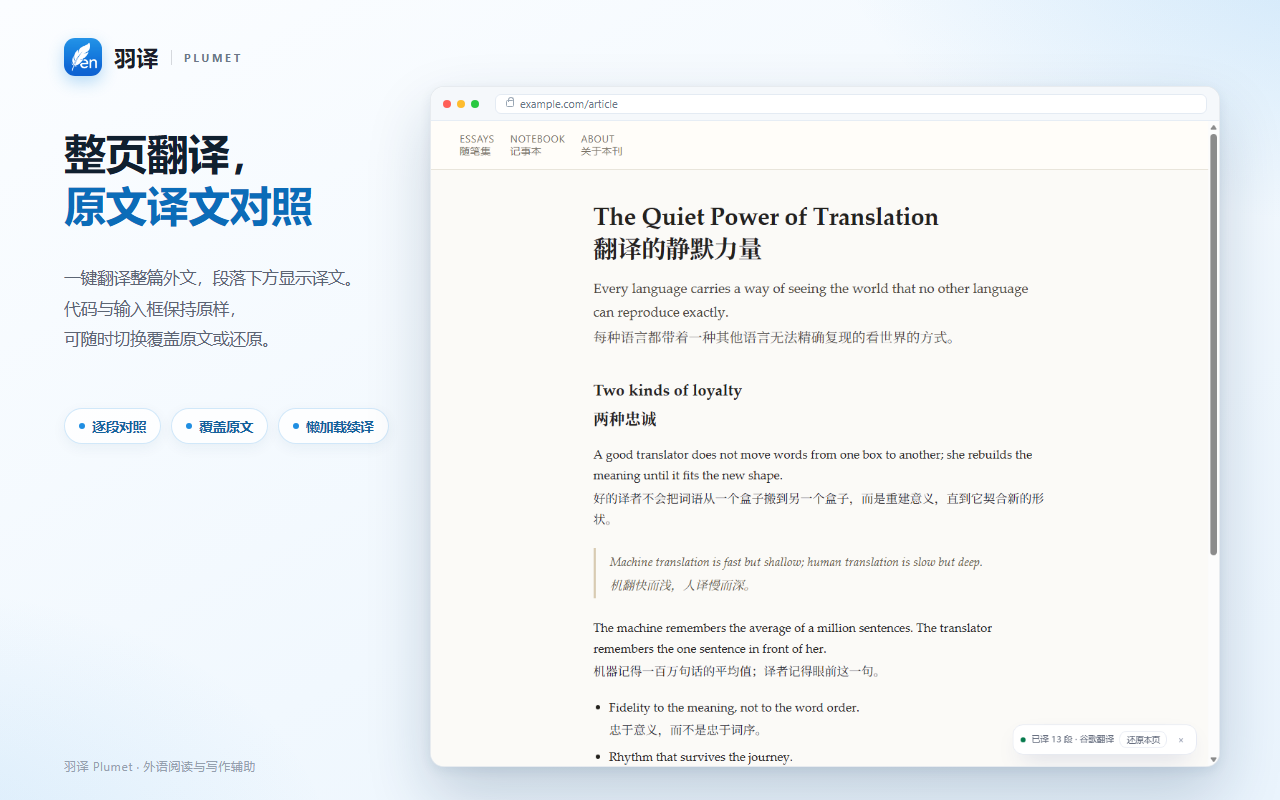 en
羽译
PLUMET
整页翻译，
原文译文对照
一键翻译整篇外文，段落下方显示译文。
代码与输入框保持原样，
可随时切换覆盖原文或还原。
逐段对照
覆盖原文
懒加载续译
羽译 Plumet · 外语阅读与写作辅助
example.com/article
ESSAYS NOTEBOOK ABOUT
随笔集 记事本 关于本刊
The Quiet Power of Translation
翻译的静默力量
Every language carries a way of seeing the world that no other language
can reproduce exactly.
每种语言都带着一种其他语言无法精确复现的看世界的方式。
Two kinds of loyalty
两种忠诚
A good translator does not move words from one box to another; she rebuilds the
meaning until it fits the new shape.
好的译者不会把词语从一个盒子搬到另一个盒子，而是重建意义，直到它契合新的形
状。
Machine translation is fast but shallow; human translation is slow but deep.
机翻快而浅，人译慢而深。
The machine remembers the average of a million sentences. The translator
remembers the one sentence in front of her.
机器记得一百万句话的平均值；译者记得眼前这一句。
• Fidelity to the meaning, not to the word order.
忠于意义，而不是忠于词序。
• Rhythm that survives the journey.
已译 13 段 · 谷歌翻译 还原本页 ×